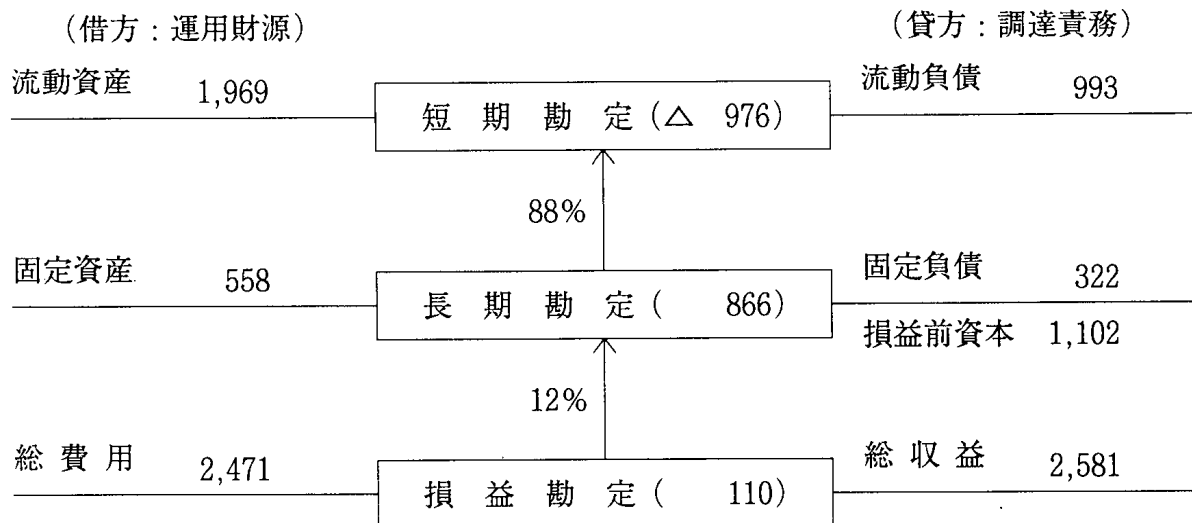 (借方:運用財源) (貸方:調達責務)
流動資産 1,969 短期勘定(△ 976) 流動負債 993
88%
固定資産 558 長期勘定( 866) 固定負債 322
損益前資本 1,102
12%
総費用 2,471 損益勘定( 110) 総収益 2,581